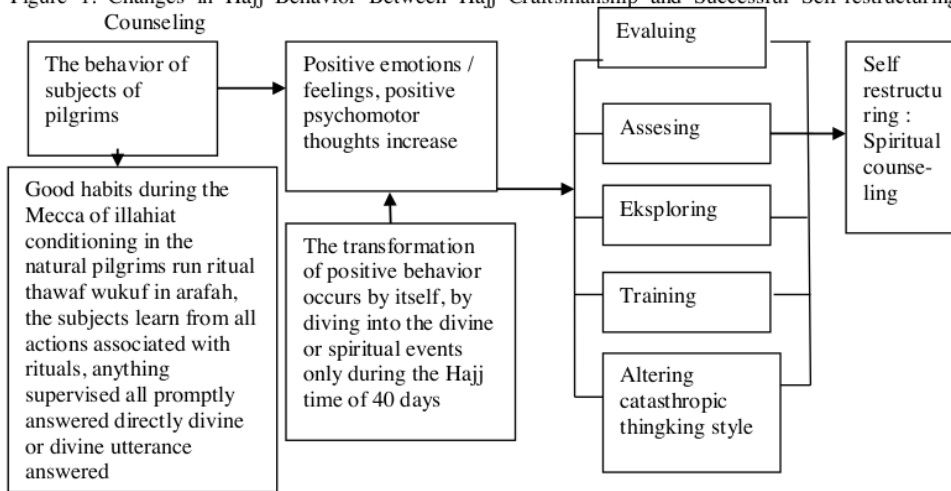 Figure 1. Changes in Hajj Behavior Between Hajj Craftsmanship and Successful Self-restructuring
Counseling
The behavior of
subjects of
pilgrims
Good habits during the
Mecca of illahiat
conditioning in the
natural pilgrims run ritual
thawaf wukuf in arafah,
the subjects learn from all
actions associated with
rituals, anything
supervised all promptly
answered directly divine
or divine utterance
answered
Positive emotions /
feelings, positive
psychomotor
thoughts increase
The transformation
of positive behavior
occurs by itself, by
diving into the divine
or spiritual events
only during the Hajj
time of 40 days
Evaluing
Assesing
Eksploring
Training
Altering
catasthropic
thingking style
Self
restructu
ring :
Spiritual
counse-
ling